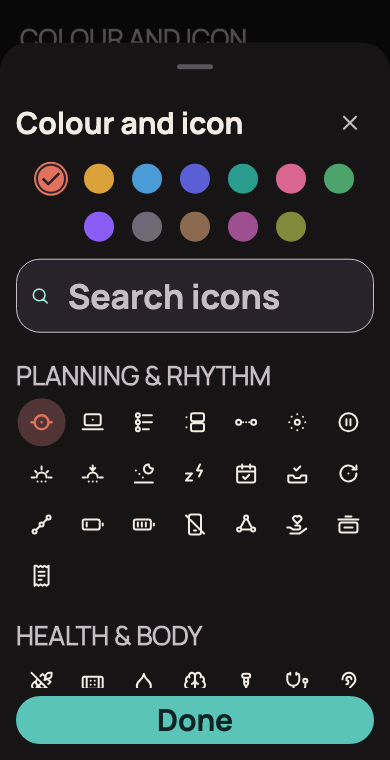 COLOUR AND ICON
Colour and icon
Search icons
PLANNING & RHYTHM
HEALTH & BODY
Done